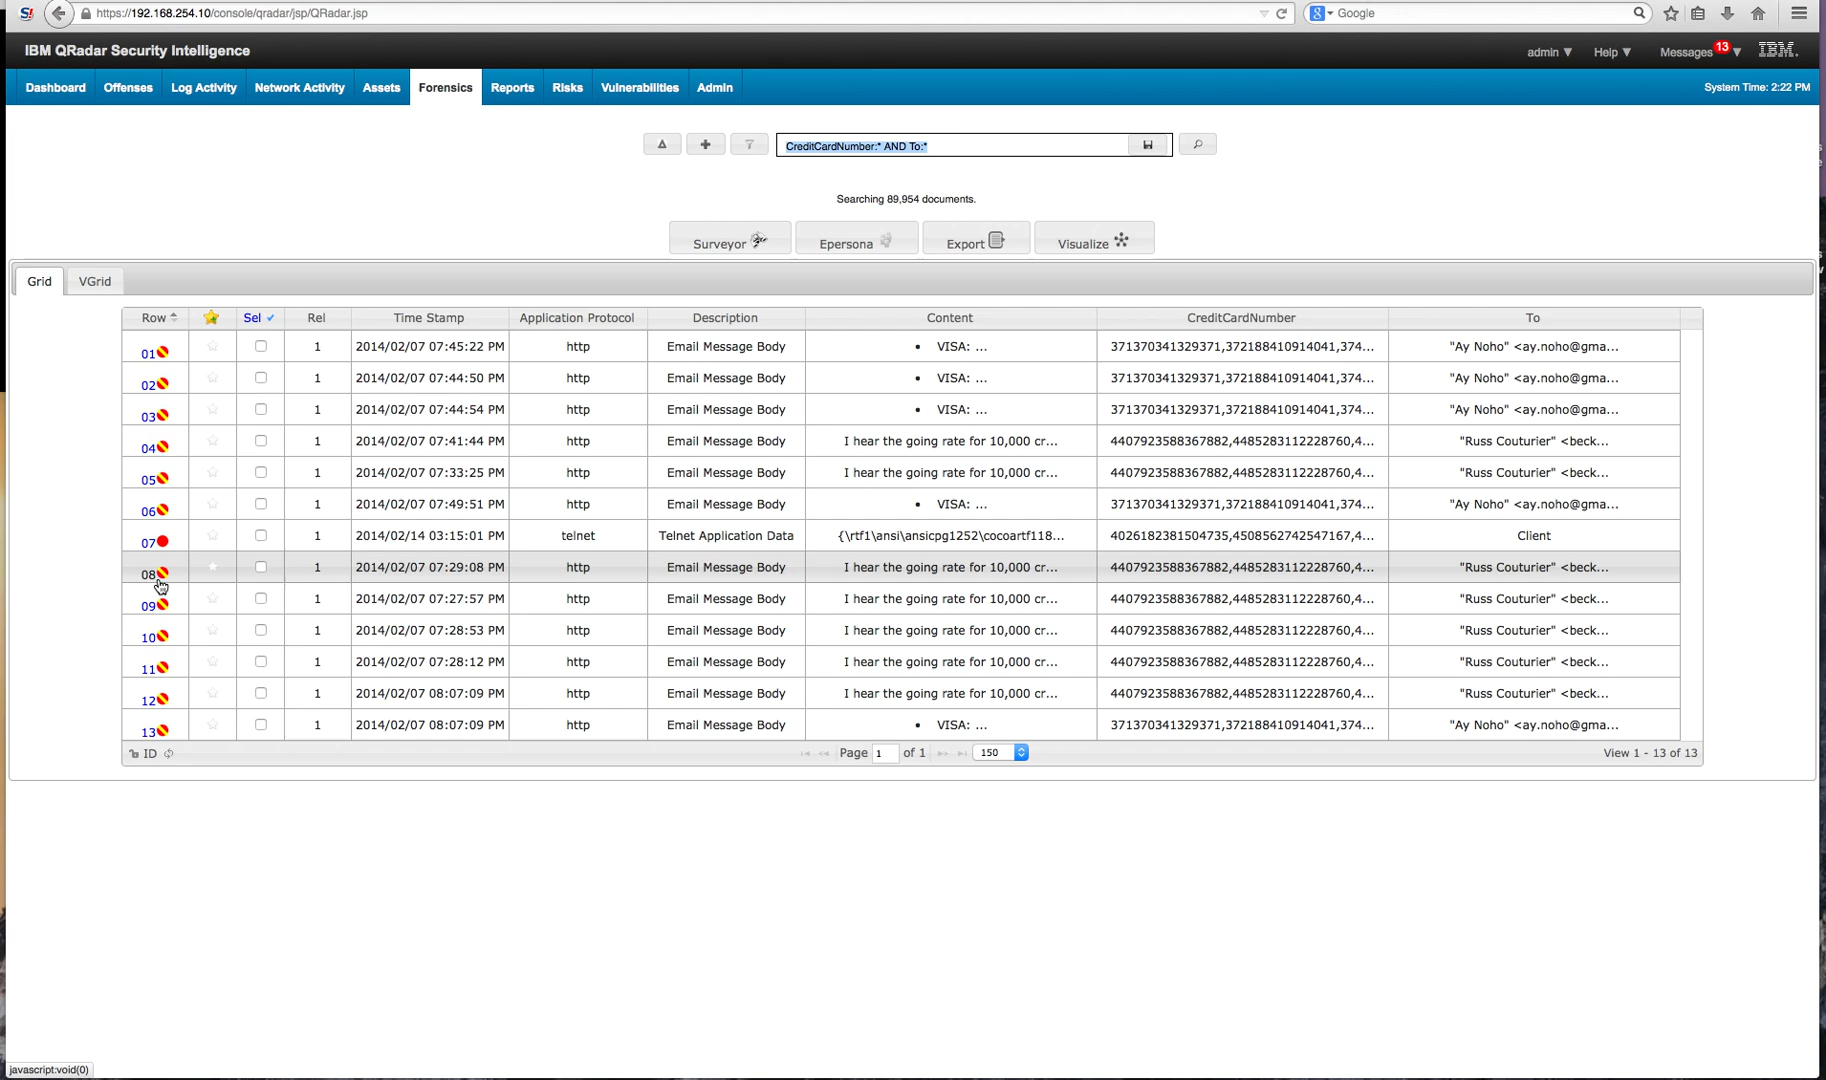 https://192.168.254.10/console/qradar/jsp/QRadar.jsp
Google
IBM QRadar Security Intelligence
admin
Help
Messages 13
IBM.
Dashboard Offenses Log Activity Network Activity Assets Forensics Reports Risks Vulnerabilities Admin
System Time: 2:22 PM
CreditCardNumber:* AND To:*
Searching 89,954 documents.
Surveyor Epersona Export Visualize
Grid VGrid
Row Sel Rel Time Stamp Application Protocol Description Content CreditCardNumber To
01 1 2014/02/07 07:45:22 PM http Email Message Body • VISA: ... 371370341329371,372188410914041,374... "Ay Noho" <ay.noho@gma...
02 1 2014/02/07 07:44:50 PM http Email Message Body • VISA: ... 371370341329371,372188410914041,374... "Ay Noho" <ay.noho@gma...
03 1 2014/02/07 07:44:54 PM http Email Message Body • VISA: ... 371370341329371,372188410914041,374... "Ay Noho" <ay.noho@gma...
04 1 2014/02/07 07:41:44 PM http Email Message Body I hear the going rate for 10,000 cr... 4407923588367882,4485283112228760,4... "Russ Couturier" <beck...
05 1 2014/02/07 07:33:25 PM http Email Message Body I hear the going rate for 10,000 cr... 4407923588367882,4485283112228760,4... "Russ Couturier" <beck...
06 1 2014/02/07 07:49:51 PM http Email Message Body • VISA: ... 371370341329371,372188410914041,374... "Ay Noho" <ay.noho@gma...
07 1 2014/02/14 03:15:01 PM telnet Telnet Application Data {\rtf1\ansi\ansicpg1252\cocoartf118... 4026182381504735,4508562742547167,4... Client
08 1 2014/02/07 07:29:08 PM http Email Message Body I hear the going rate for 10,000 cr... 4407923588367882,4485283112228760,4... "Russ Couturier" <beck...
09 1 2014/02/07 07:27:57 PM http Email Message Body I hear the going rate for 10,000 cr... 4407923588367882,4485283112228760,4... "Russ Couturier" <beck...
10 1 2014/02/07 07:28:53 PM http Email Message Body I hear the going rate for 10,000 cr... 4407923588367882,4485283112228760,4... "Russ Couturier" <beck...
11 1 2014/02/07 07:28:12 PM http Email Message Body I hear the going rate for 10,000 cr... 4407923588367882,4485283112228760,4... "Russ Couturier" <beck...
12 1 2014/02/07 08:07:09 PM http Email Message Body I hear the going rate for 10,000 cr... 4407923588367882,4485283112228760,4... "Russ Couturier" <beck...
13 1 2014/02/07 08:07:09 PM http Email Message Body • VISA: ... 371370341329371,372188410914041,374... "Ay Noho" <ay.noho@gma...
ID
Page 1 of 1 150
View 1 - 13 of 13
javascript:void(0)